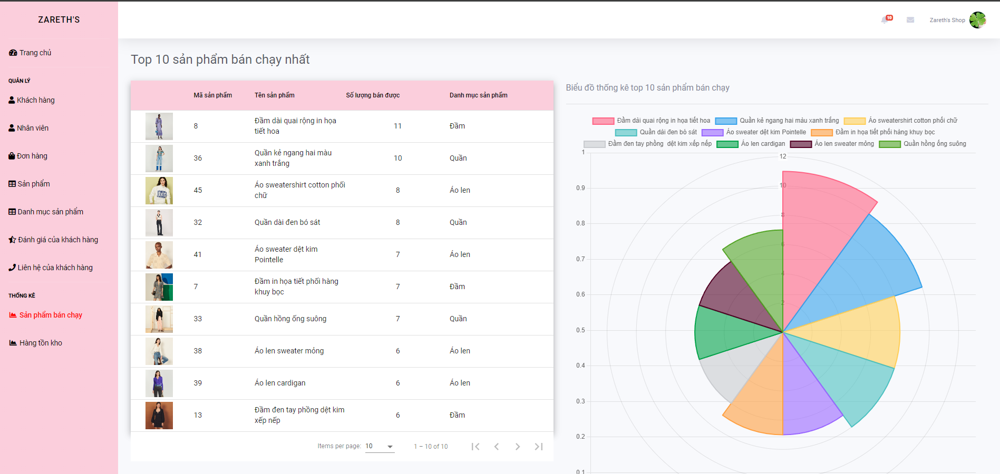 ZARETH'S
10
Zareth's Shop
Trang chủ
QUẢN LÝ
Khách hàng
Nhân viên
Đơn hàng
Sản phẩm
Danh mục sản phẩm
Đánh giá của khách hàng
Liên hệ của khách hàng
THỐNG KÊ
Sản phẩm bán chạy
Hàng tồn kho
Top 10 sản phẩm bán chạy nhất
Mã sản phẩm Tên sản phẩm Số lượng bán được Danh mục sản phẩm
8 Đầm dài quai rộng in họa 11 Đầm
tiết hoa
36 Quần kẻ ngang hai màu 10 Quần
xanh trắng
45 Áo sweatershirt cotton phối 8 Áo len
chữ
32 Quần dài đen bó sát 8 Quần
41 Áo sweater dệt kim 7 Áo len
Pointelle
7 Đầm in họa tiết phối hàng 7 Đầm
khuy bọc
33 Quần hồng ống suông 7 Quần
38 Áo len sweater mỏng 6 Áo len
39 Áo len cardigan 6 Áo len
13 Đầm đen tay phồng dệt kim 6 Đầm
xếp nếp
Items per page: 10 1 – 10 of 10
Biểu đồ thống kê top 10 sản phẩm bán chạy
Đầm dài quai rộng in họa tiết hoa Quần kẻ ngang hai màu xanh trắng Áo sweatershirt cotton phối chữ
Quần dài đen bó sát Áo sweater dệt kim Pointelle Đầm in họa tiết phối hàng khuy bọc
Đầm đen tay phồng  dệt kim xếp nếp Áo len cardigan Áo len sweater mỏng Quần hồng ống suông
1
0.9
0.8
0.7
0.6
0.5
0.4
0.3
0.2
0.1
12
10
8
6
4
2